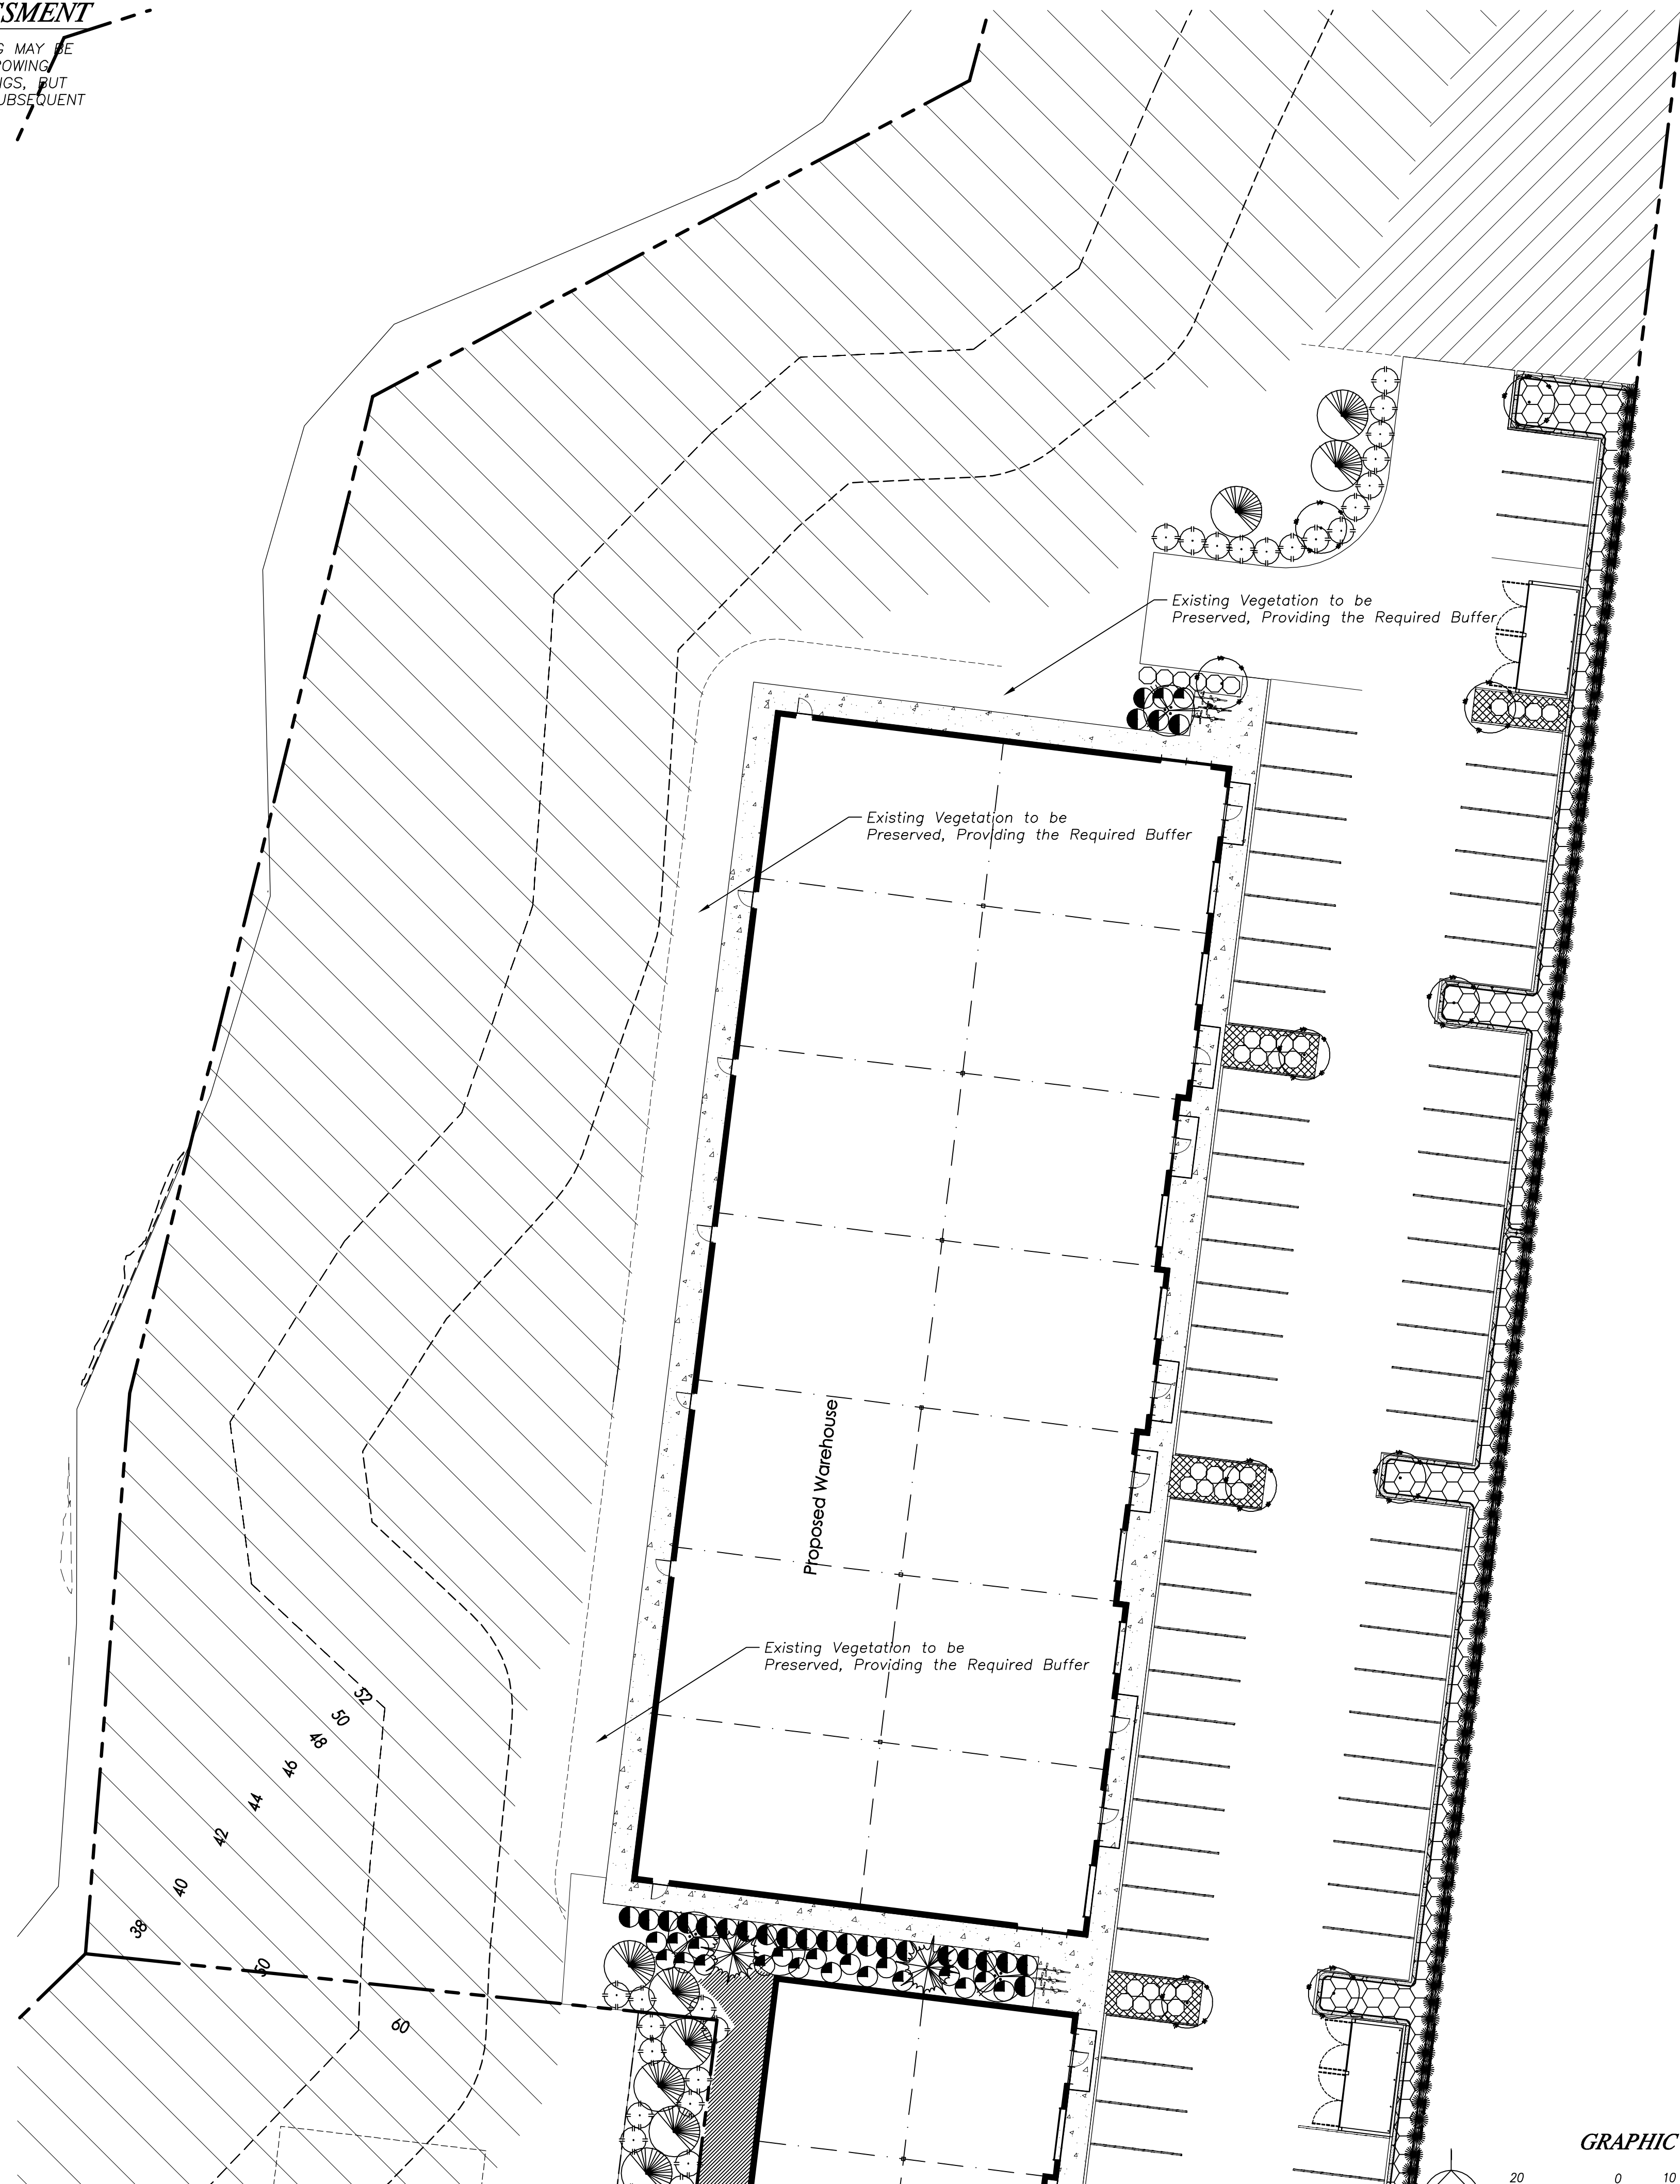 SSMENT
G MAY BE
OWING
NGS, BUT
UBSEQUENT
Existing Vegetation to be
Preserved, Providing the Required Buffer
Existing Vegetation to be
Preserved, Providing the Required Buffer
Proposed Warehouse
Existing Vegetation to be
Preserved, Providing the Required Buffer
52
50
48
46
44
42
40
38
50
60
GRAPHIC
20 0 10